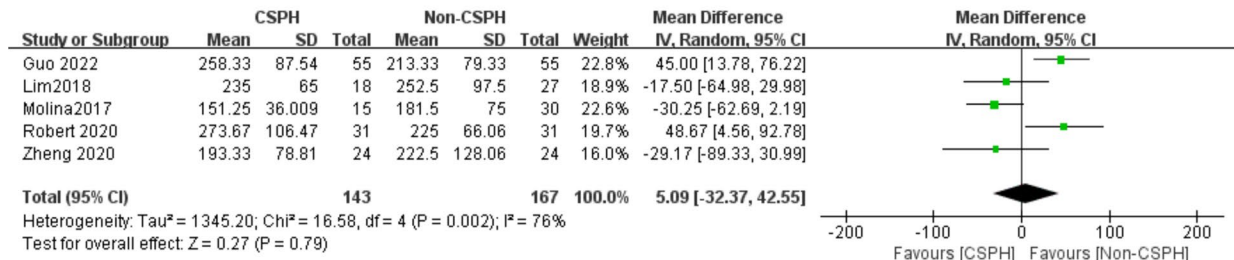 CSPH Non-CSPH Mean Difference Mean Difference
Study or Subgroup Mean SD Total Mean SD Total Weight IV, Random, 95% CI IV, Random, 95% CI
Guo 2022 258.33 87.54 55 213.33 79.33 55 22.8% 45.00 [13.78, 76.22]
Lim2018 235 65 18 252.5 97.5 27 18.9% -17.50 [-64.98, 29.98]
Molina2017 151.25 36.009 15 181.5 75 30 22.6% -30.25 [-62.69, 2.19]
Robert 2020 273.67 106.47 31 225 66.06 31 19.7% 48.67 [4.56, 92.78]
Zheng 2020 193.33 78.81 24 222.5 128.06 24 16.0% -29.17 [-89.33, 30.99]
Total (95% CI) 143 167 100.0% 5.09 [-32.37, 42.55]
Heterogeneity: Tau² = 1345.20; Chi² = 16.58, df = 4 (P = 0.002); I² = 76%
Test for overall effect: Z = 0.27 (P = 0.79)
-200 -100 0 100 200
Favours [CSPH] Favours [Non-CSPH]